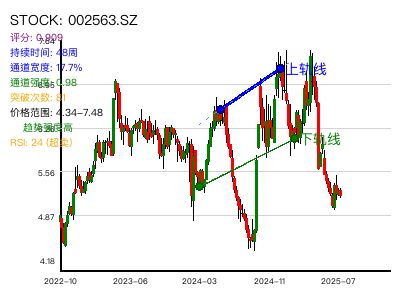 STOCK: 002563.SZ
评分: 0.909
7.64
持续时间: 48周
通道宽度: 17.7%
通道强度: 0.98
突破次数: 31
价格范围: 4.34-7.48
趋势强度高
RSI: 24 (超卖)
上轨线
下轨线
5.56
4.87
4.18
2022-10
2023-06
2024-03
2024-11
2025-07